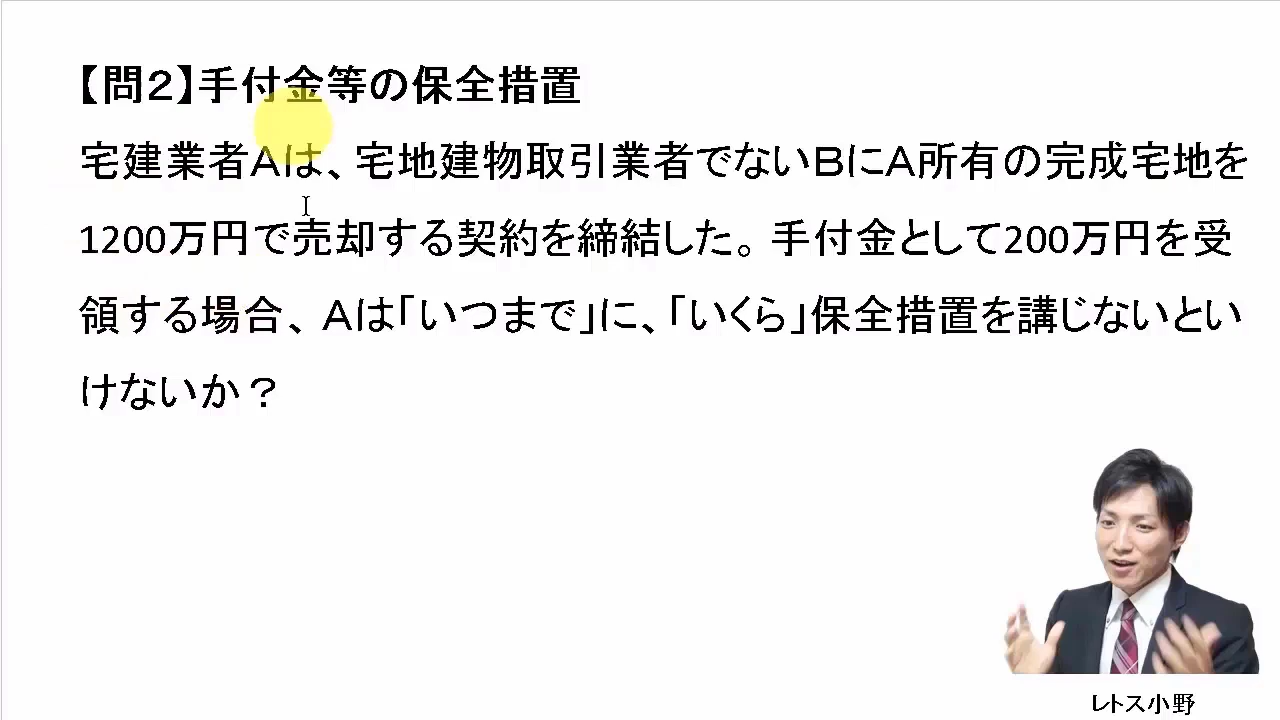 【問２】手付金等の保全措置
宅建業者Ａは、宅地建物取引業者でないＢにＡ所有の完成宅地を
1200万円で売却する契約を締結した。手付金として200万円を受
領する場合、Ａは「いつまで」に、「いくら」保全措置を講じないとい
けないか？
レトス小野